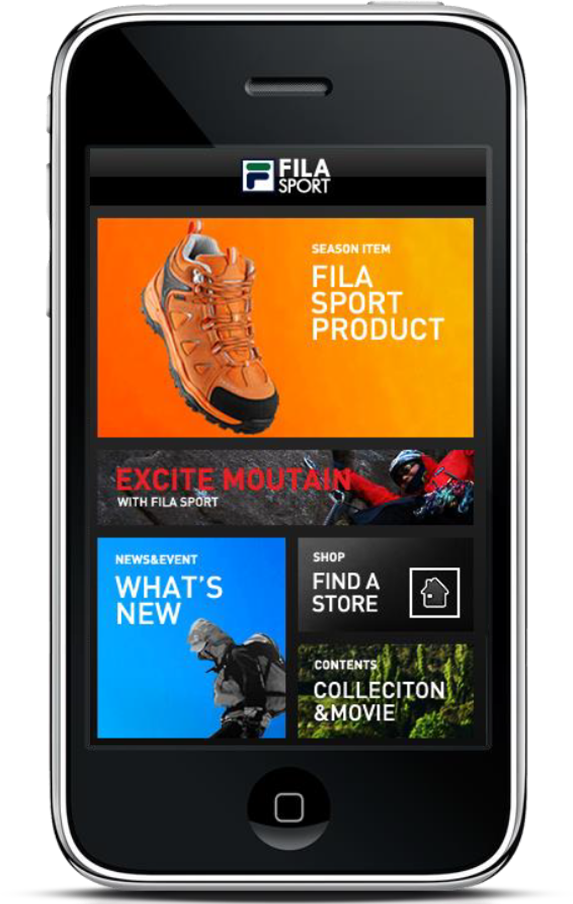 FILA
SPORT
SEASON ITEM
FILA
SPORT
PRODUCT
EXCITE MOUTAIN
WITH FILA SPORT
NEWS&EVENT
WHAT'S
NEW
SHOP
FIND A
STORE
CONTENTS
COLLECITON
&MOVIE